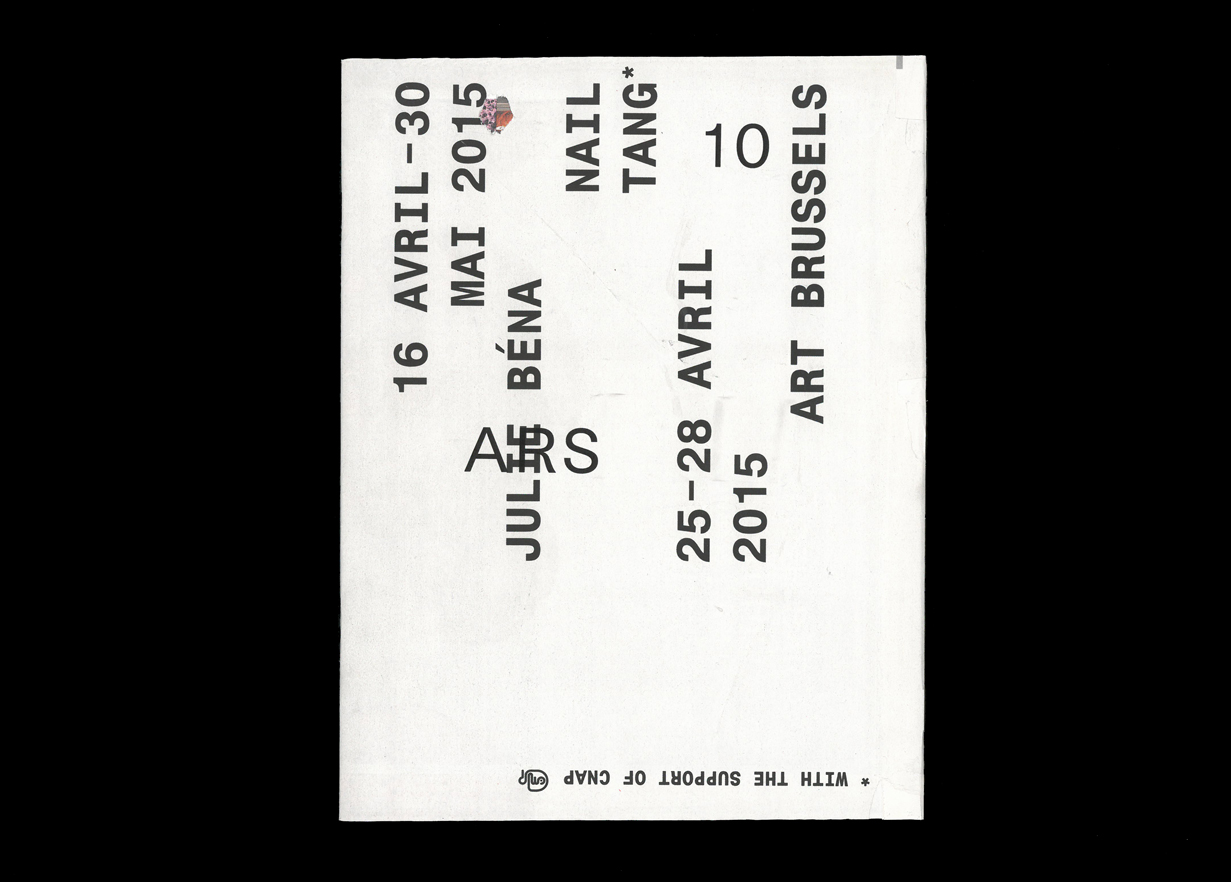 16 AVRIL–30
MAI 2015
JULIE BÉNA
NAIL
TANG*
25–28 AVRIL
2015
ART BRUSSELS
10
ARS
* WITH THE SUPPORT OF CNAP